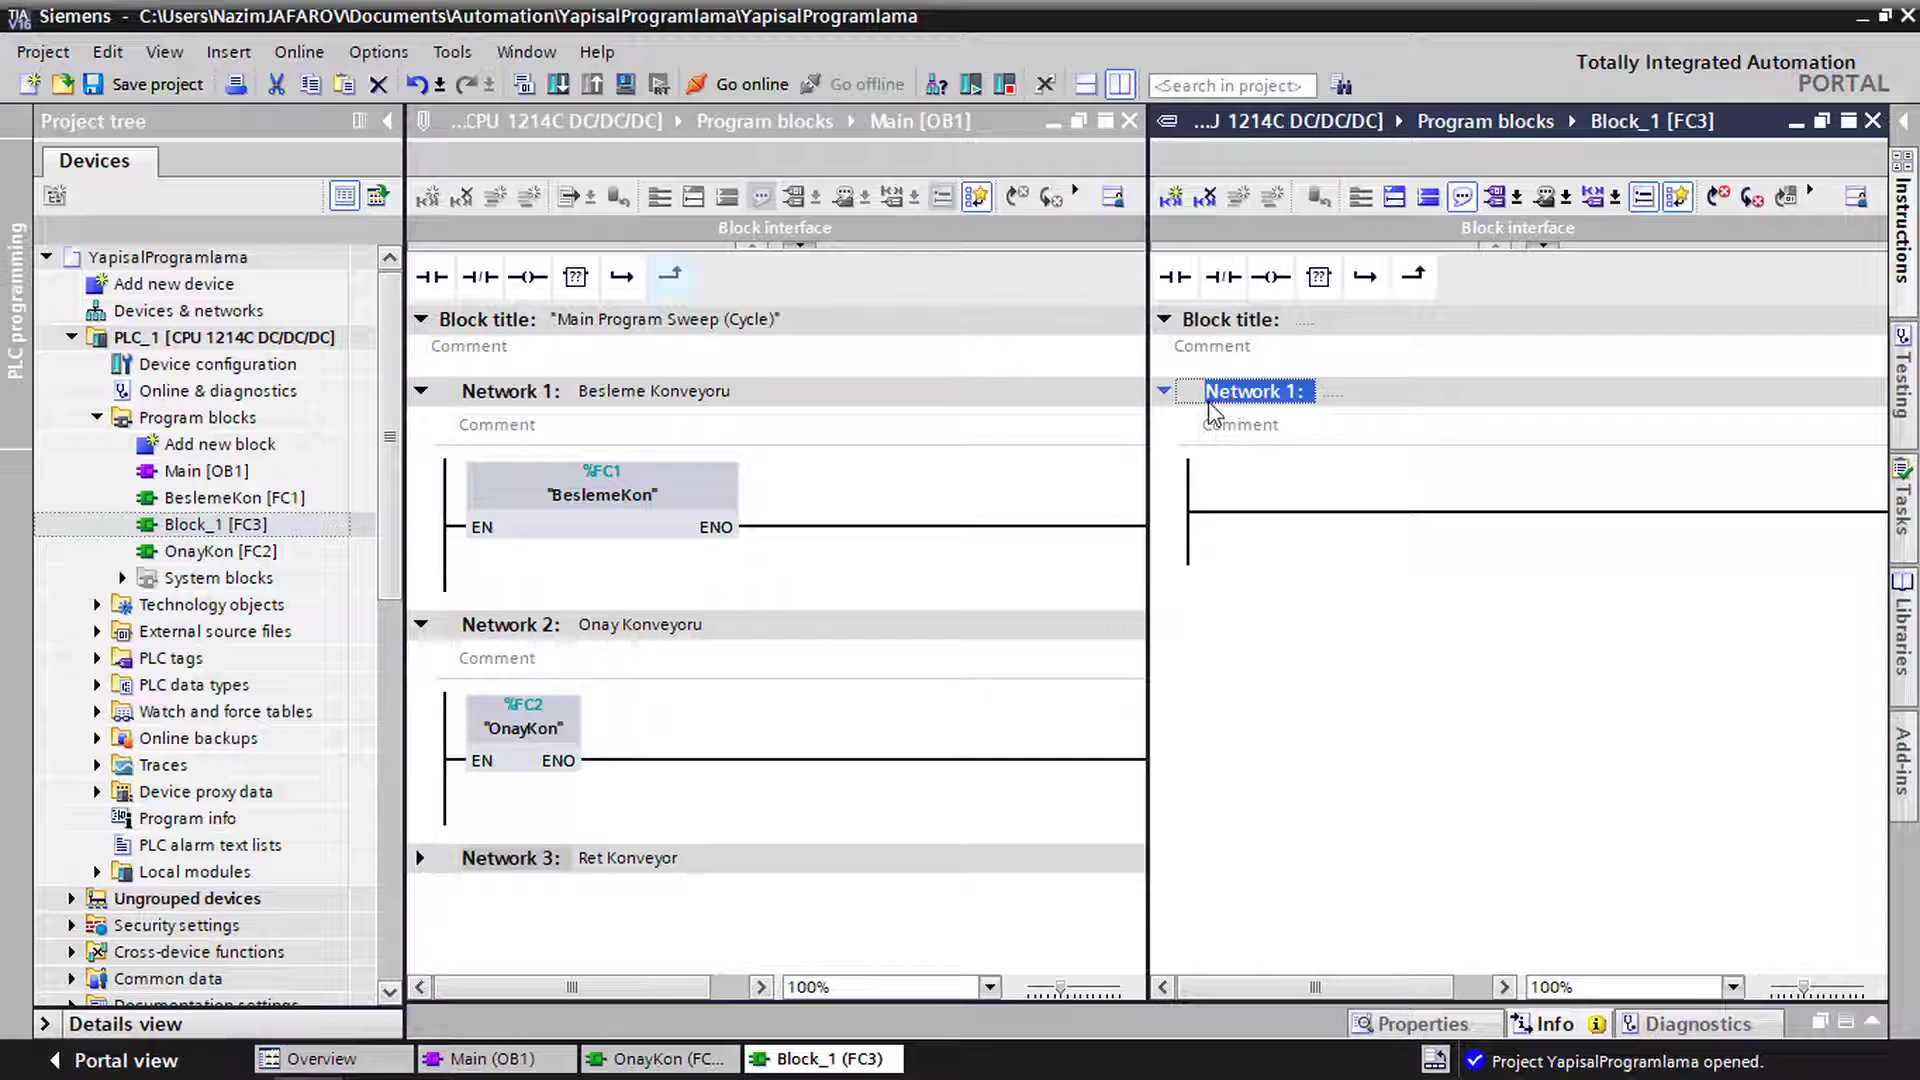 Siemens - C:\Users\NazimJAFAROV\Documents\Automation\YapisalProgramlama\YapisalProgramlama
Project Edit View Insert Online Options Tools Window Help
Totally Integrated Automation
PORTAL
Save project
Go online
Go offline
<Search in project>
Project tree
Devices
PLC programming
YapisalProgramlama
Add new device
Devices & networks
PLC_1 [CPU 1214C DC/DC/DC]
Device configuration
Online & diagnostics
Program blocks
Add new block
Main [OB1]
BeslemeKon [FC1]
Block_1 [FC3]
OnayKon [FC2]
System blocks
Technology objects
External source files
PLC tags
PLC data types
Watch and force tables
Online backups
Traces
Device proxy data
Program info
PLC alarm text lists
Local modules
Ungrouped devices
Security settings
Cross-device functions
Common data
Documentation settings
Details view
...CPU 1214C DC/DC/DC] Program blocks Main [OB1]
Block interface
??
Block title: "Main Program Sweep (Cycle)"
Comment
Network 1: Besleme Konveyoru
Comment
%FC1
"BeslemeKon"
EN ENO
Network 2: Onay Konveyoru
Comment
%FC2
"OnayKon"
EN ENO
Network 3: Ret Konveyor
100%
...J 1214C DC/DC/DC] Program blocks Block_1 [FC3]
Block interface
??
Block title: .....
Comment
Network 1: .....
Comment
100%
Instructions
Testing
Tasks
Libraries
Add-ins
Properties
Info
Diagnostics
Portal view
Overview
Main (OB1)
OnayKon (FC...
Block_1 (FC3)
Project YapisalProgramlama opened.